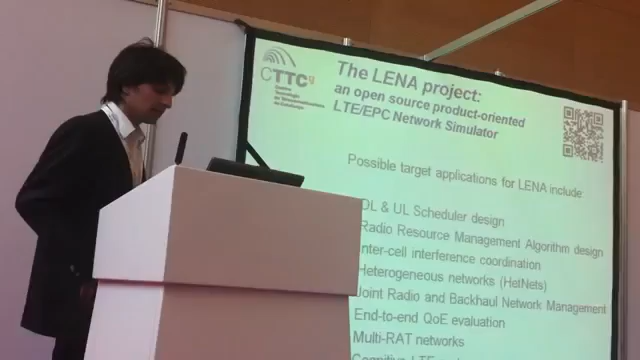 CTTC
The LENA project:
an open source product-oriented
LTE/EPC Network Simulator
Possible target applications for LENA include:
DL & UL Scheduler design
Radio Resource Management Algorithm design
Inter-cell interference coordination
Heterogeneous networks (HetNets)
Joint Radio and Backhaul Network Management
End-to-end QoE evaluation
Multi-RAT networks
Cognitive LTE